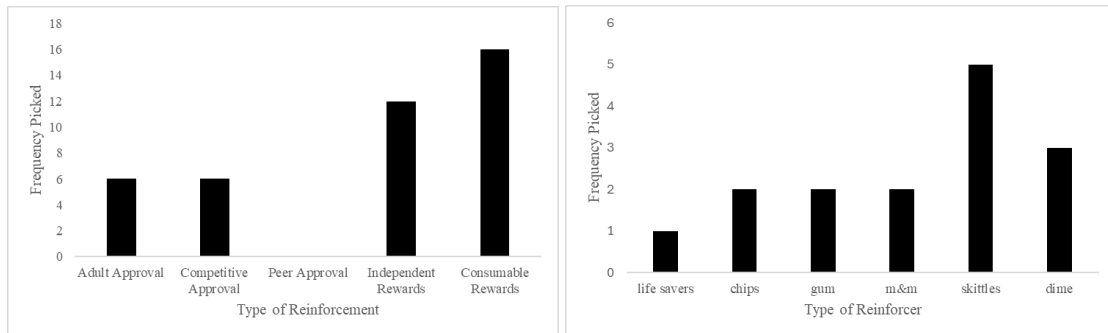 18
16
14
12
10
8
6
4
2
0
Frequency Picked
Adult Approval
Competitive
Approval
Peer Approval
Independent
Rewards
Consumable
Rewards
Type of Reinforcement
6
5
4
3
2
1
0
Frequency Picked
life savers
chips
gum
m&m
skittles
dime
Type of Reinforcer